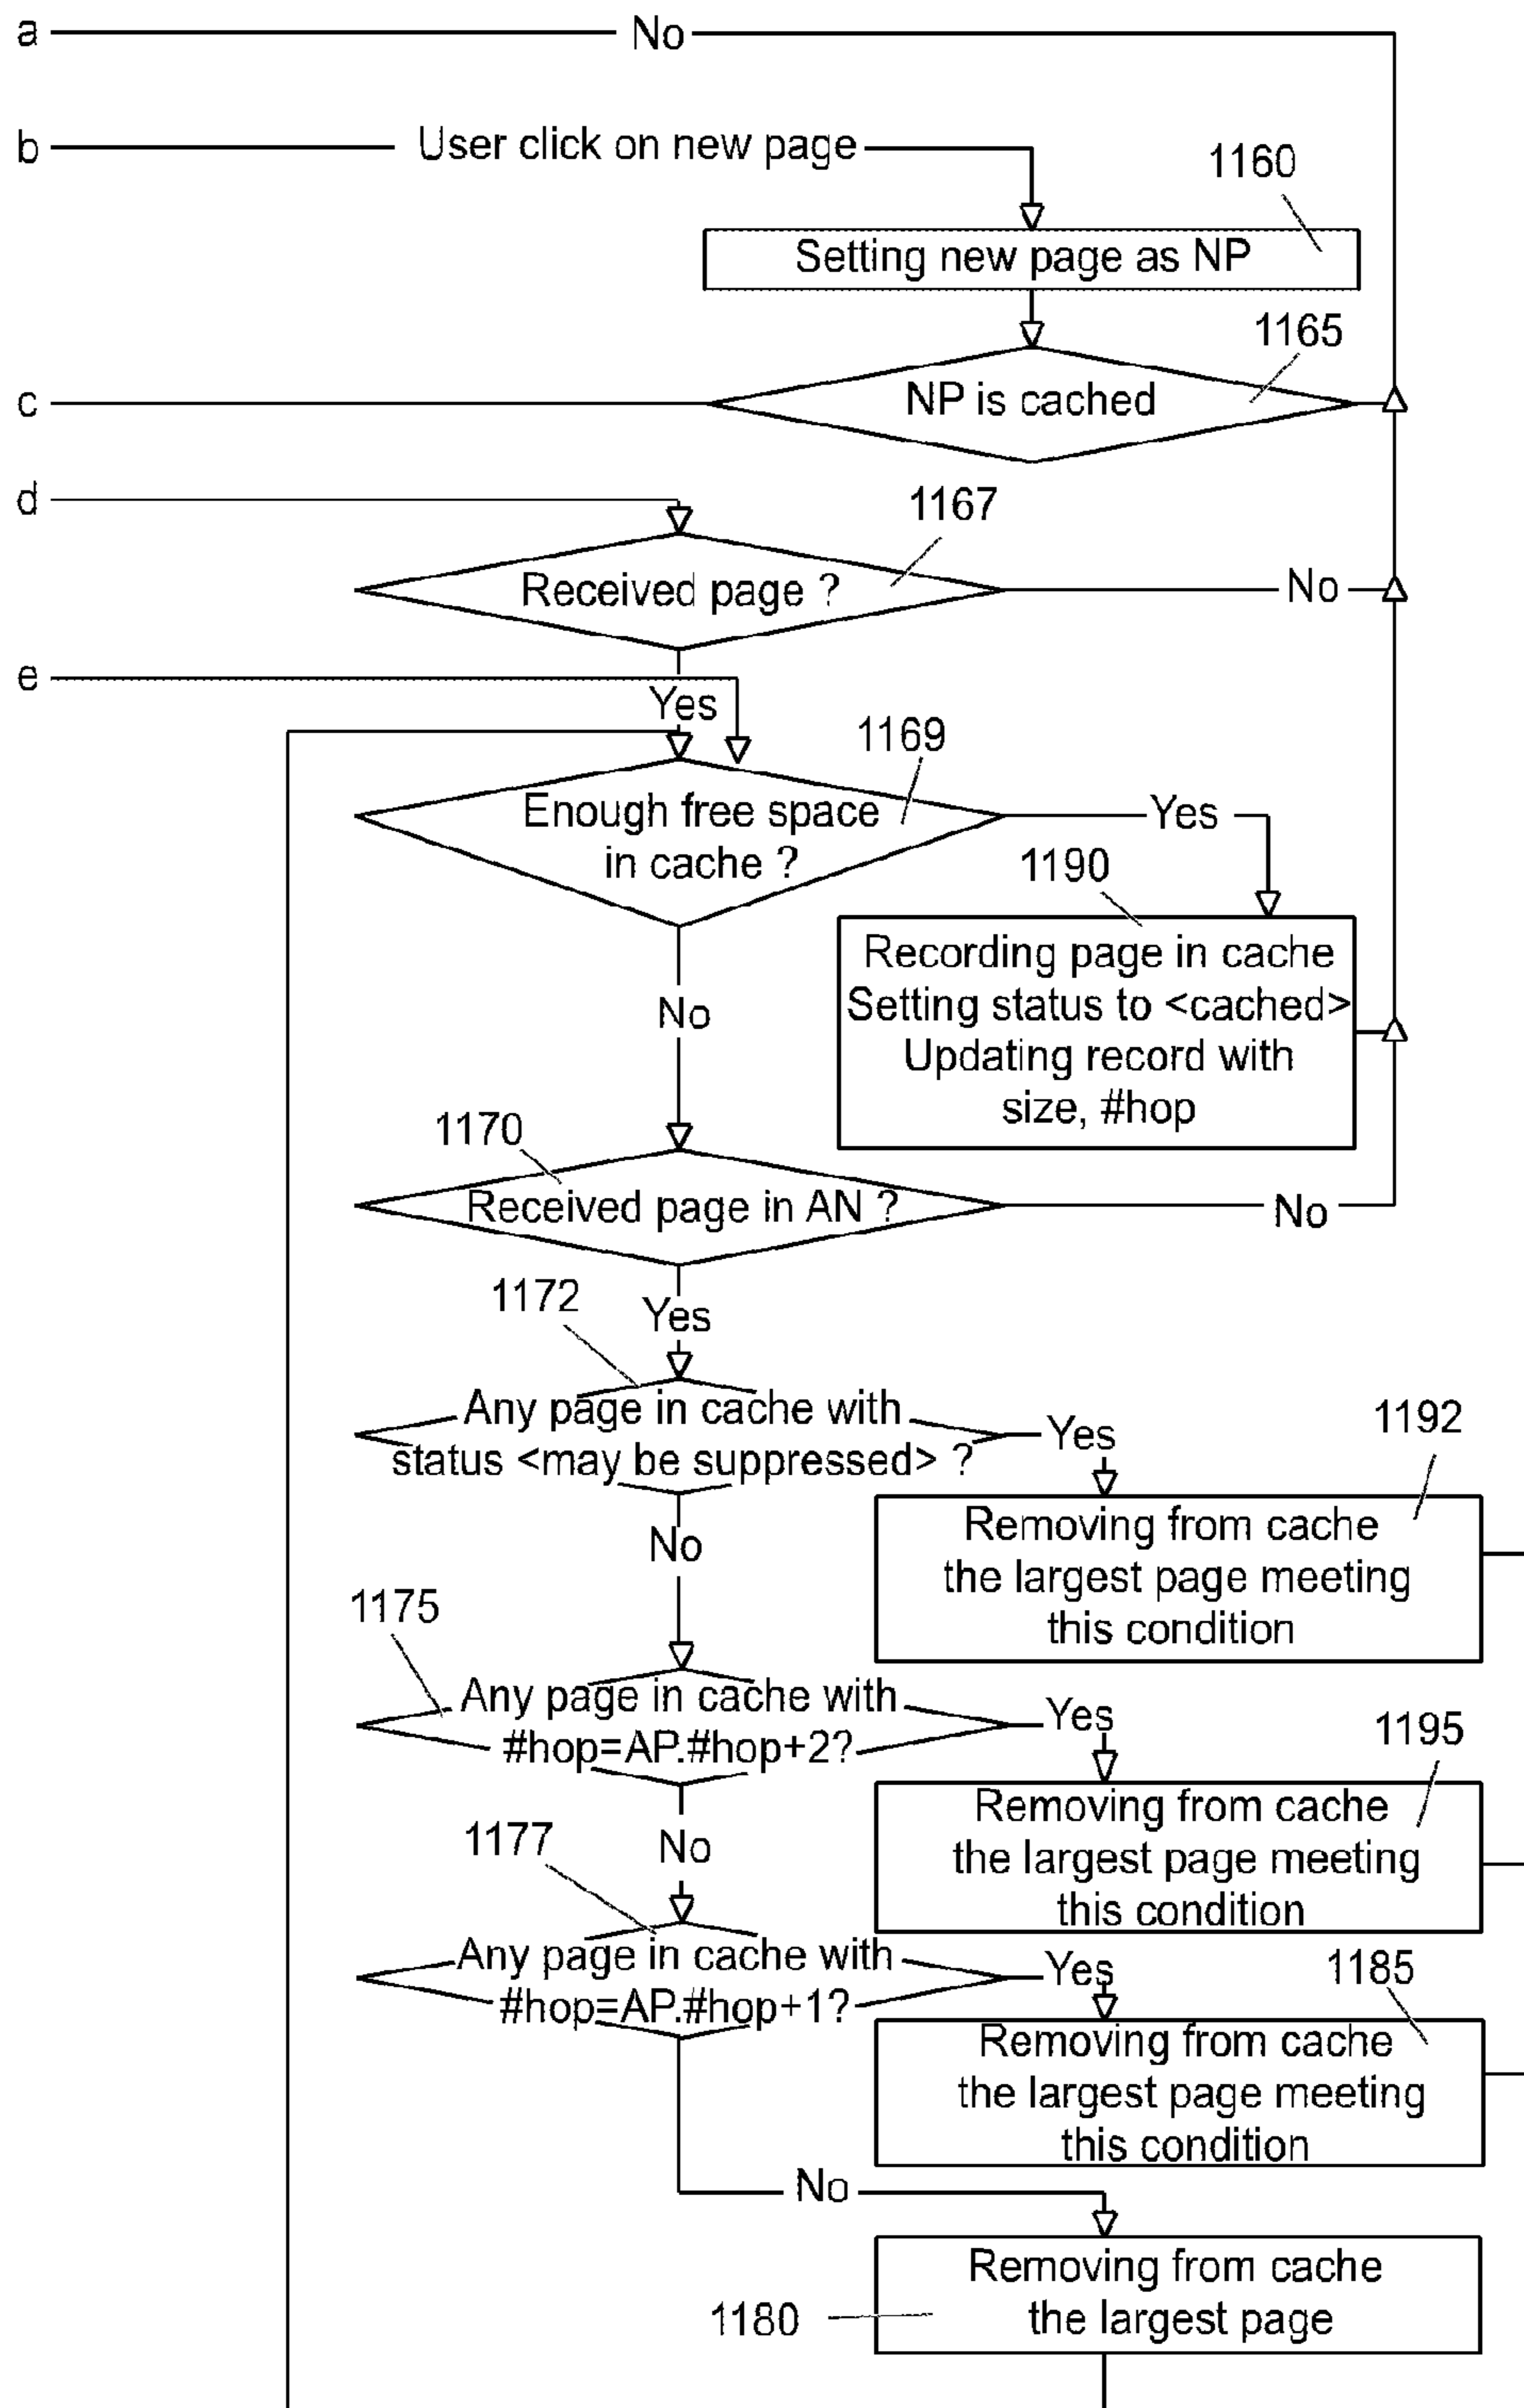 a
No
b
User click on new page
1160
Setting new page as NP
1165
c
NP is cached
d
1167
Received page ?
No
e
Yes
1169
Enough free space
in cache ?
Yes
1190
Recording page in cache
Setting status to <cached>
Updating record with
size, #hop
No
1170
Received page in AN ?
No
1172
Yes
Any page in cache with
status <may be suppressed> ?
Yes
1192
Removing from cache
the largest page meeting
this condition
No
1175
Any page in cache with
#hop=AP.#hop+2?
Yes
1195
Removing from cache
the largest page meeting
this condition
No
1177
Any page in cache with
#hop=AP.#hop+1?
Yes
1185
Removing from cache
the largest page meeting
this condition
No
Removing from cache
the largest page
1180